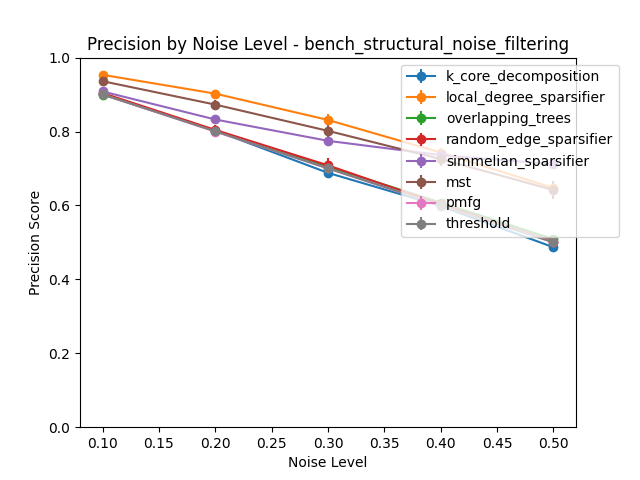 Precision by Noise Level - bench_structural_noise_filtering
1.0
0.8
0.6
0.4
0.2
0.0
Precision Score
k_core_decomposition
local_degree_sparsifier
overlapping_trees
random_edge_sparsifier
simmelian_sparsifier
mst
pmfg
threshold
0.10 0.15 0.20 0.25 0.30 0.35 0.40 0.45 0.50
Noise Level